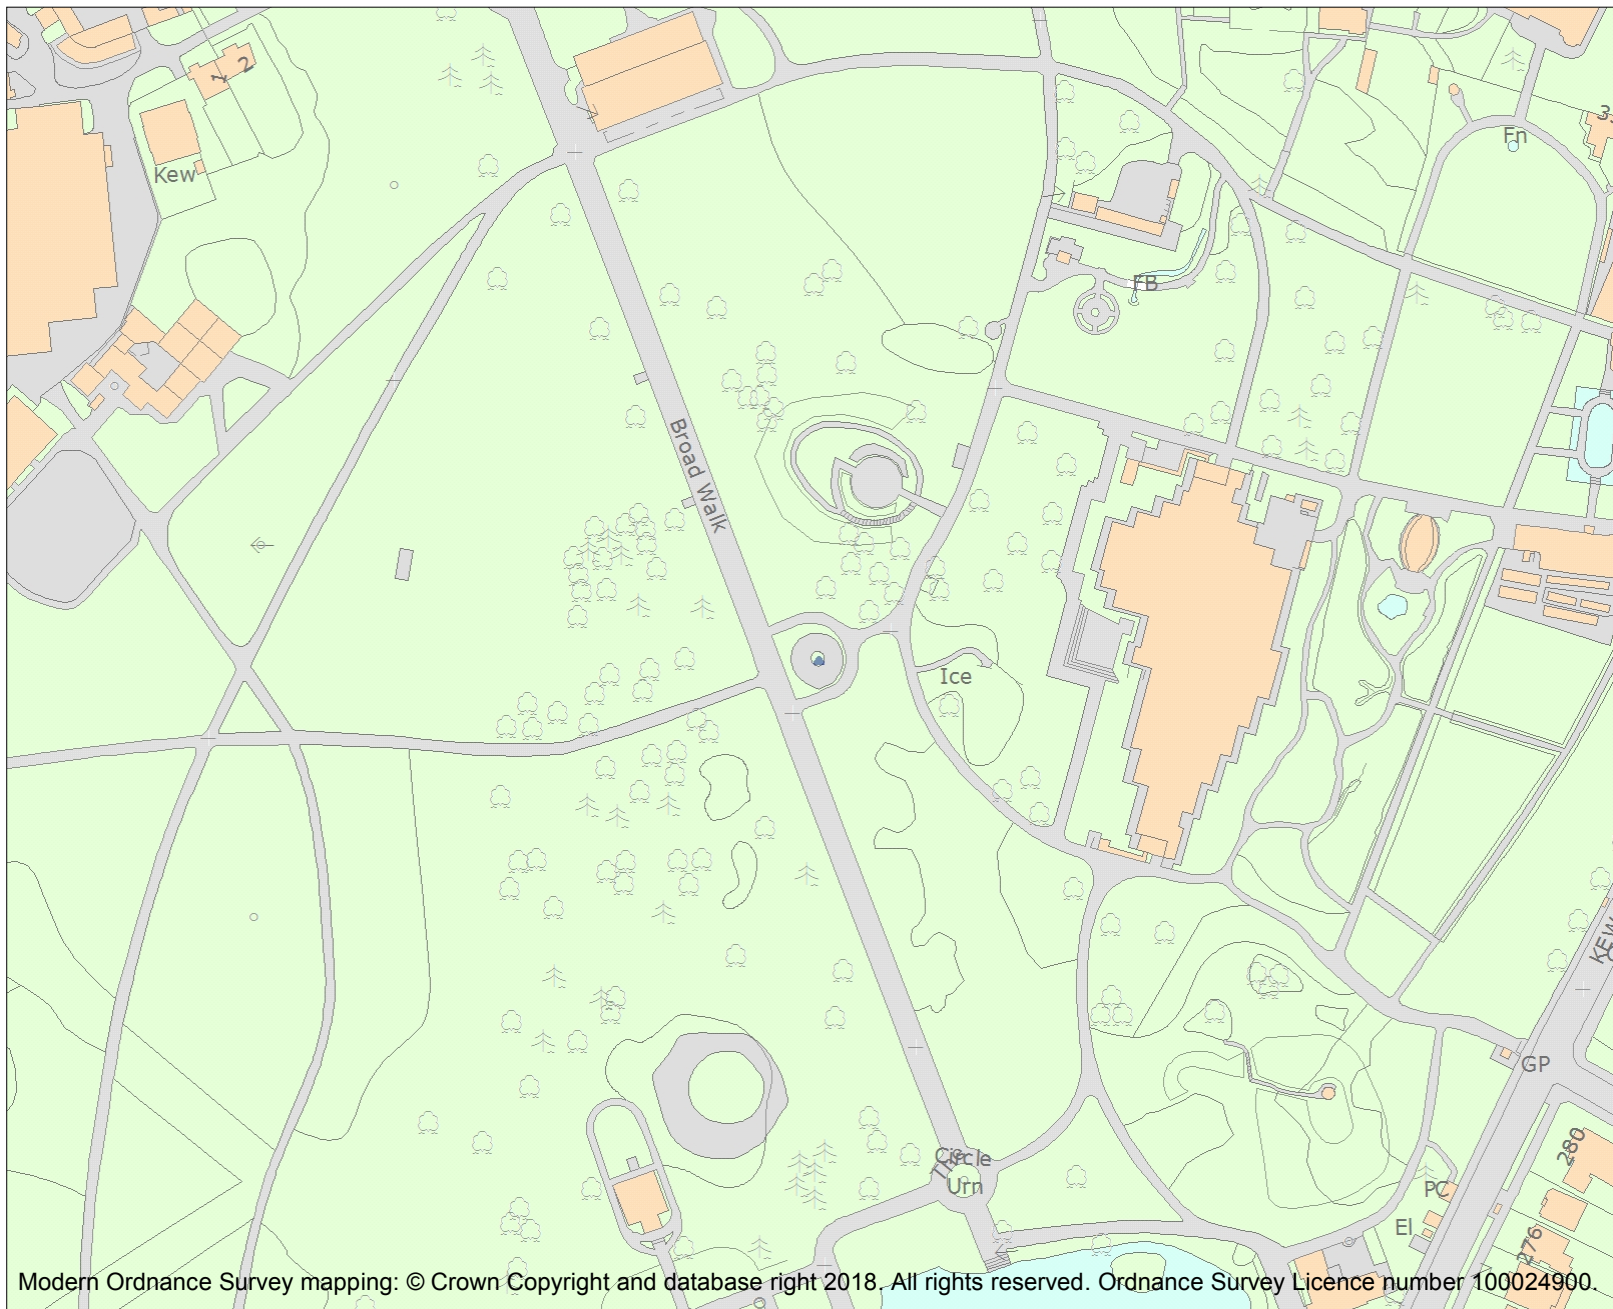 1 2
Kew
Fn
FB
Broad Walk
Ice
GP
The
Circle
Urn
PC
El
280
276
Modern Ordnance Survey mapping: © Crown Copyright and database right 2018. All rights reserved. Ordnance Survey Licence number 100024900.